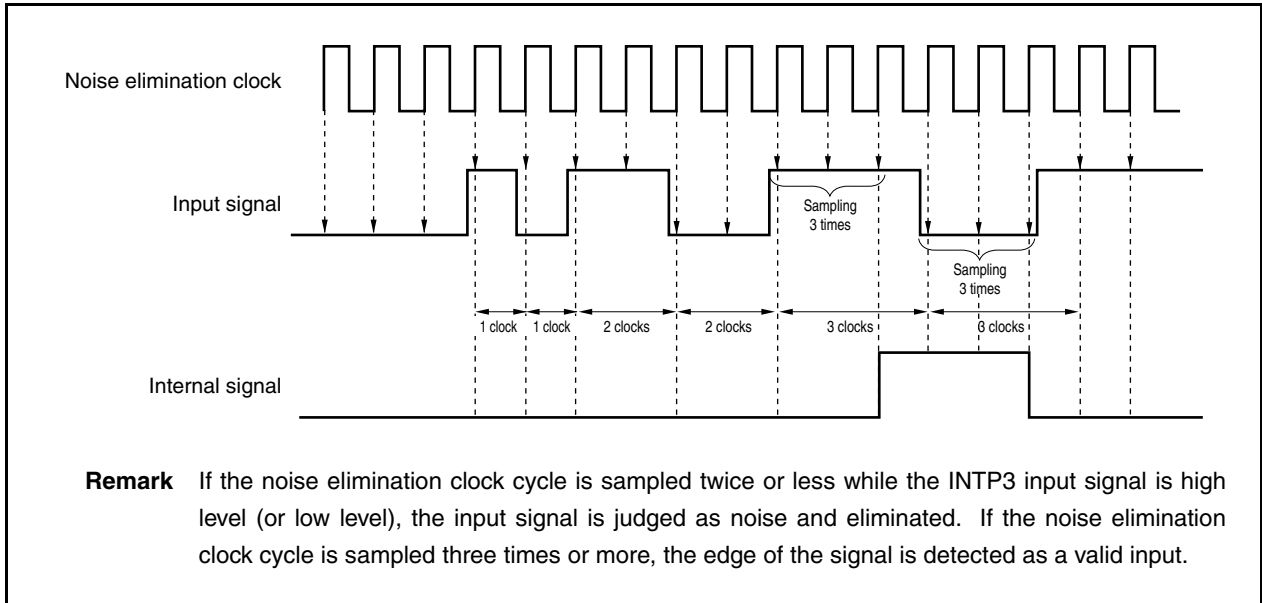 Noise elimination clock
Input signal
Sampling
3 times
Sampling
3 times
1 clock
1 clock
2 clocks
2 clocks
3 clocks
3 clocks
Internal signal
Remark If the noise elimination clock cycle is sampled twice or less while the INTP3 input signal is high
level (or low level), the input signal is judged as noise and eliminated. If the noise elimination
clock cycle is sampled three times or more, the edge of the signal is detected as a valid input.